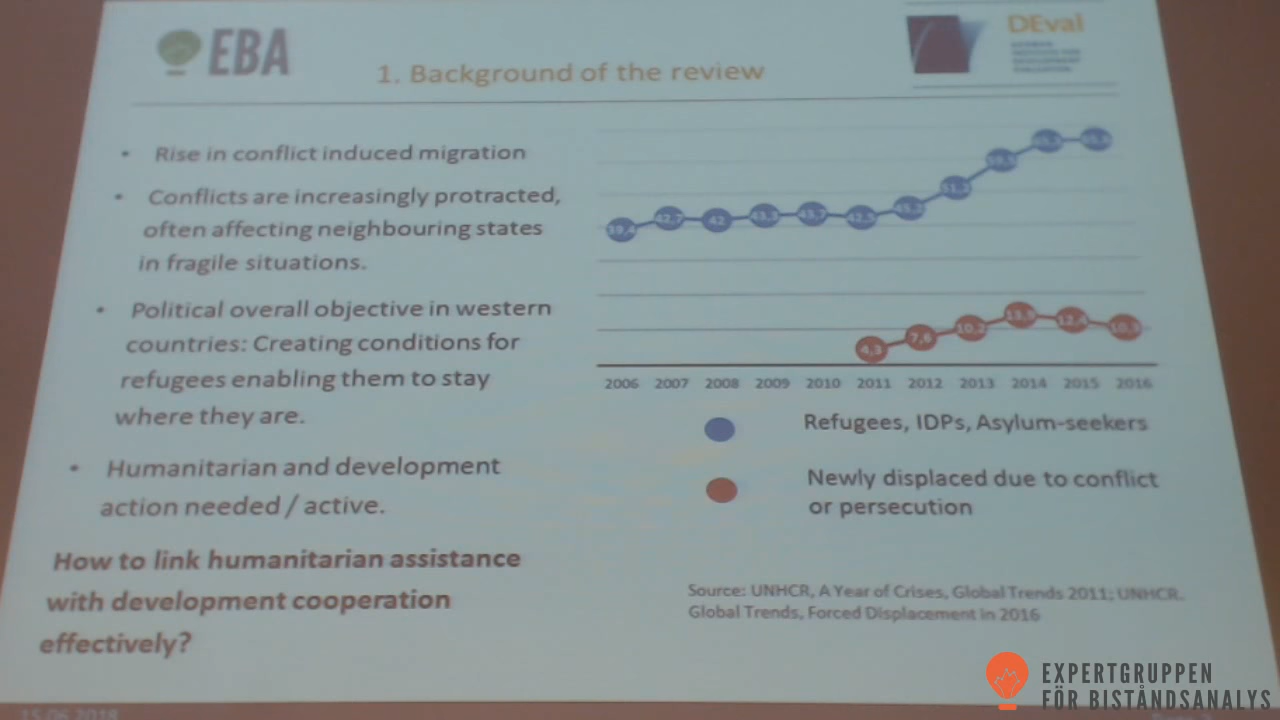 EBA
DEval
1. Background of the review
• Rise in conflict induced migration
• Conflicts are increasingly protracted,
often affecting neighbouring states
in fragile situations.
• Political overall objective in western
countries: Creating conditions for
refugees enabling them to stay
where they are.
• Humanitarian and development
action needed / active.
How to link humanitarian assistance
with development cooperation
effectively?
39,4 42,7 42 43,3 43,7 42,5 45,2 51,2 59,5
4,3 7,6 10,2 13,9 12,4 10,3
2006 2007 2008 2009 2010 2011 2012 2013 2014 2015 2016
Refugees, IDPs, Asylum-seekers
Newly displaced due to conflict
or persecution
Source: UNHCR, A Year of Crises, Global Trends 2011; UNHCR.
Global Trends, Forced Displacement in 2016
15.06.2018
EXPERTGRUPPEN
FÖR BISTÅNDSANALYS